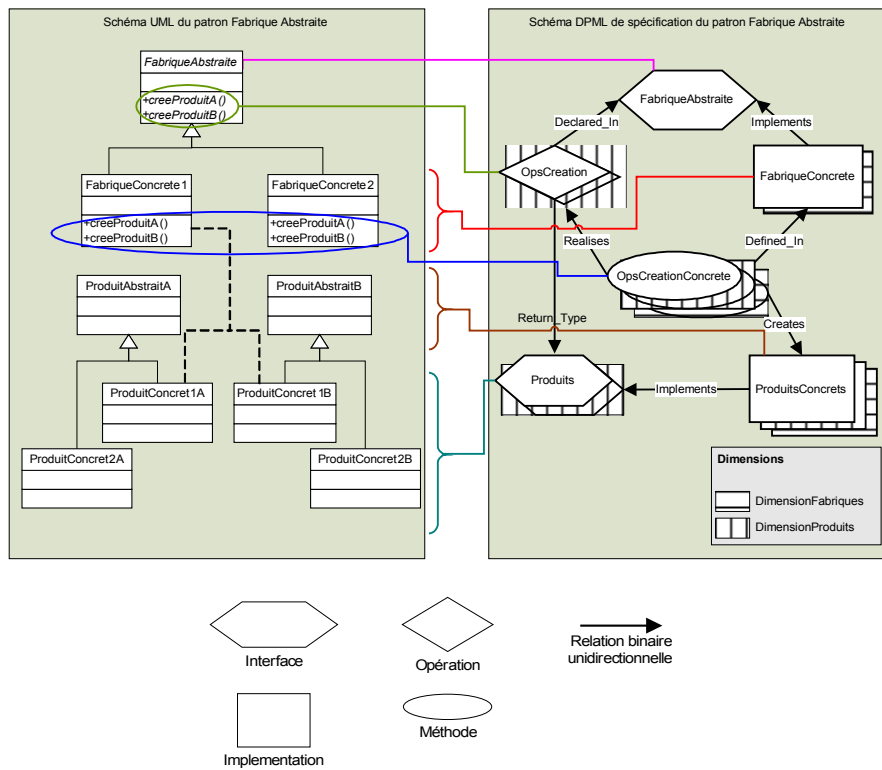 Schéma UML du patron Fabrique Abstraite
FabriqueAbstraite
+creeProduitA()
+creeProduitB()
FabriqueConcrete1
+creeProduitA()
+creeProduitB()
FabriqueConcrete2
+creeProduitA()
+creeProduitB()
ProduitAbstraitA
ProduitAbstraitB
ProduitConcret1A
ProduitConcret1B
ProduitConcret2A
ProduitConcret2B
Schéma DPML de spécification du patron Fabrique Abstraite
FabriqueAbstraite
Declared_In
Implements
OpsCreation
FabriqueConcrete
Realises
Defined_In
OpsCreationConcrete
Return_Type
Creates
Produits
Implements
ProduitsConcrets
Dimensions
DimensionFabriques
DimensionProduits
Interface
Opération
Relation binaire
unidirectionnelle
Implementation
Méthode